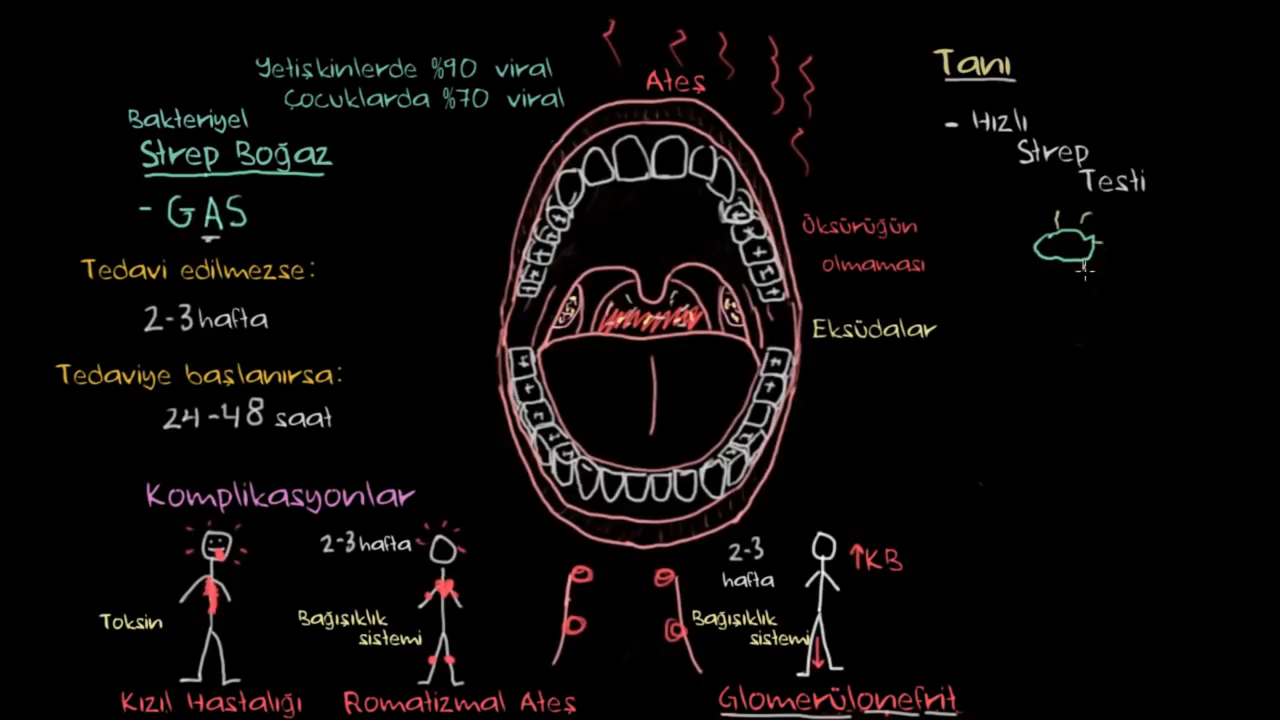 Yetişkinlerde %90 viral
Çocuklarda %70 viral
Bakteriyel
Strep Boğaz
- GAS
Tedavi edilmezse:
2-3 hafta
Tedaviye başlanırsa:
24-48 saat
Komplikasyonlar
Toksin
Kızıl Hastalığı
2-3 hafta
Bağışıklık
sistemi
Romatizmal Ateş
Ateş
Öksürüğün
olmaması
Eksüdalar
2-3
hafta
↑KB
Bağışıklık
sistemi
Glomerülonefrit
Tanı
- Hızlı
Strep
Testi